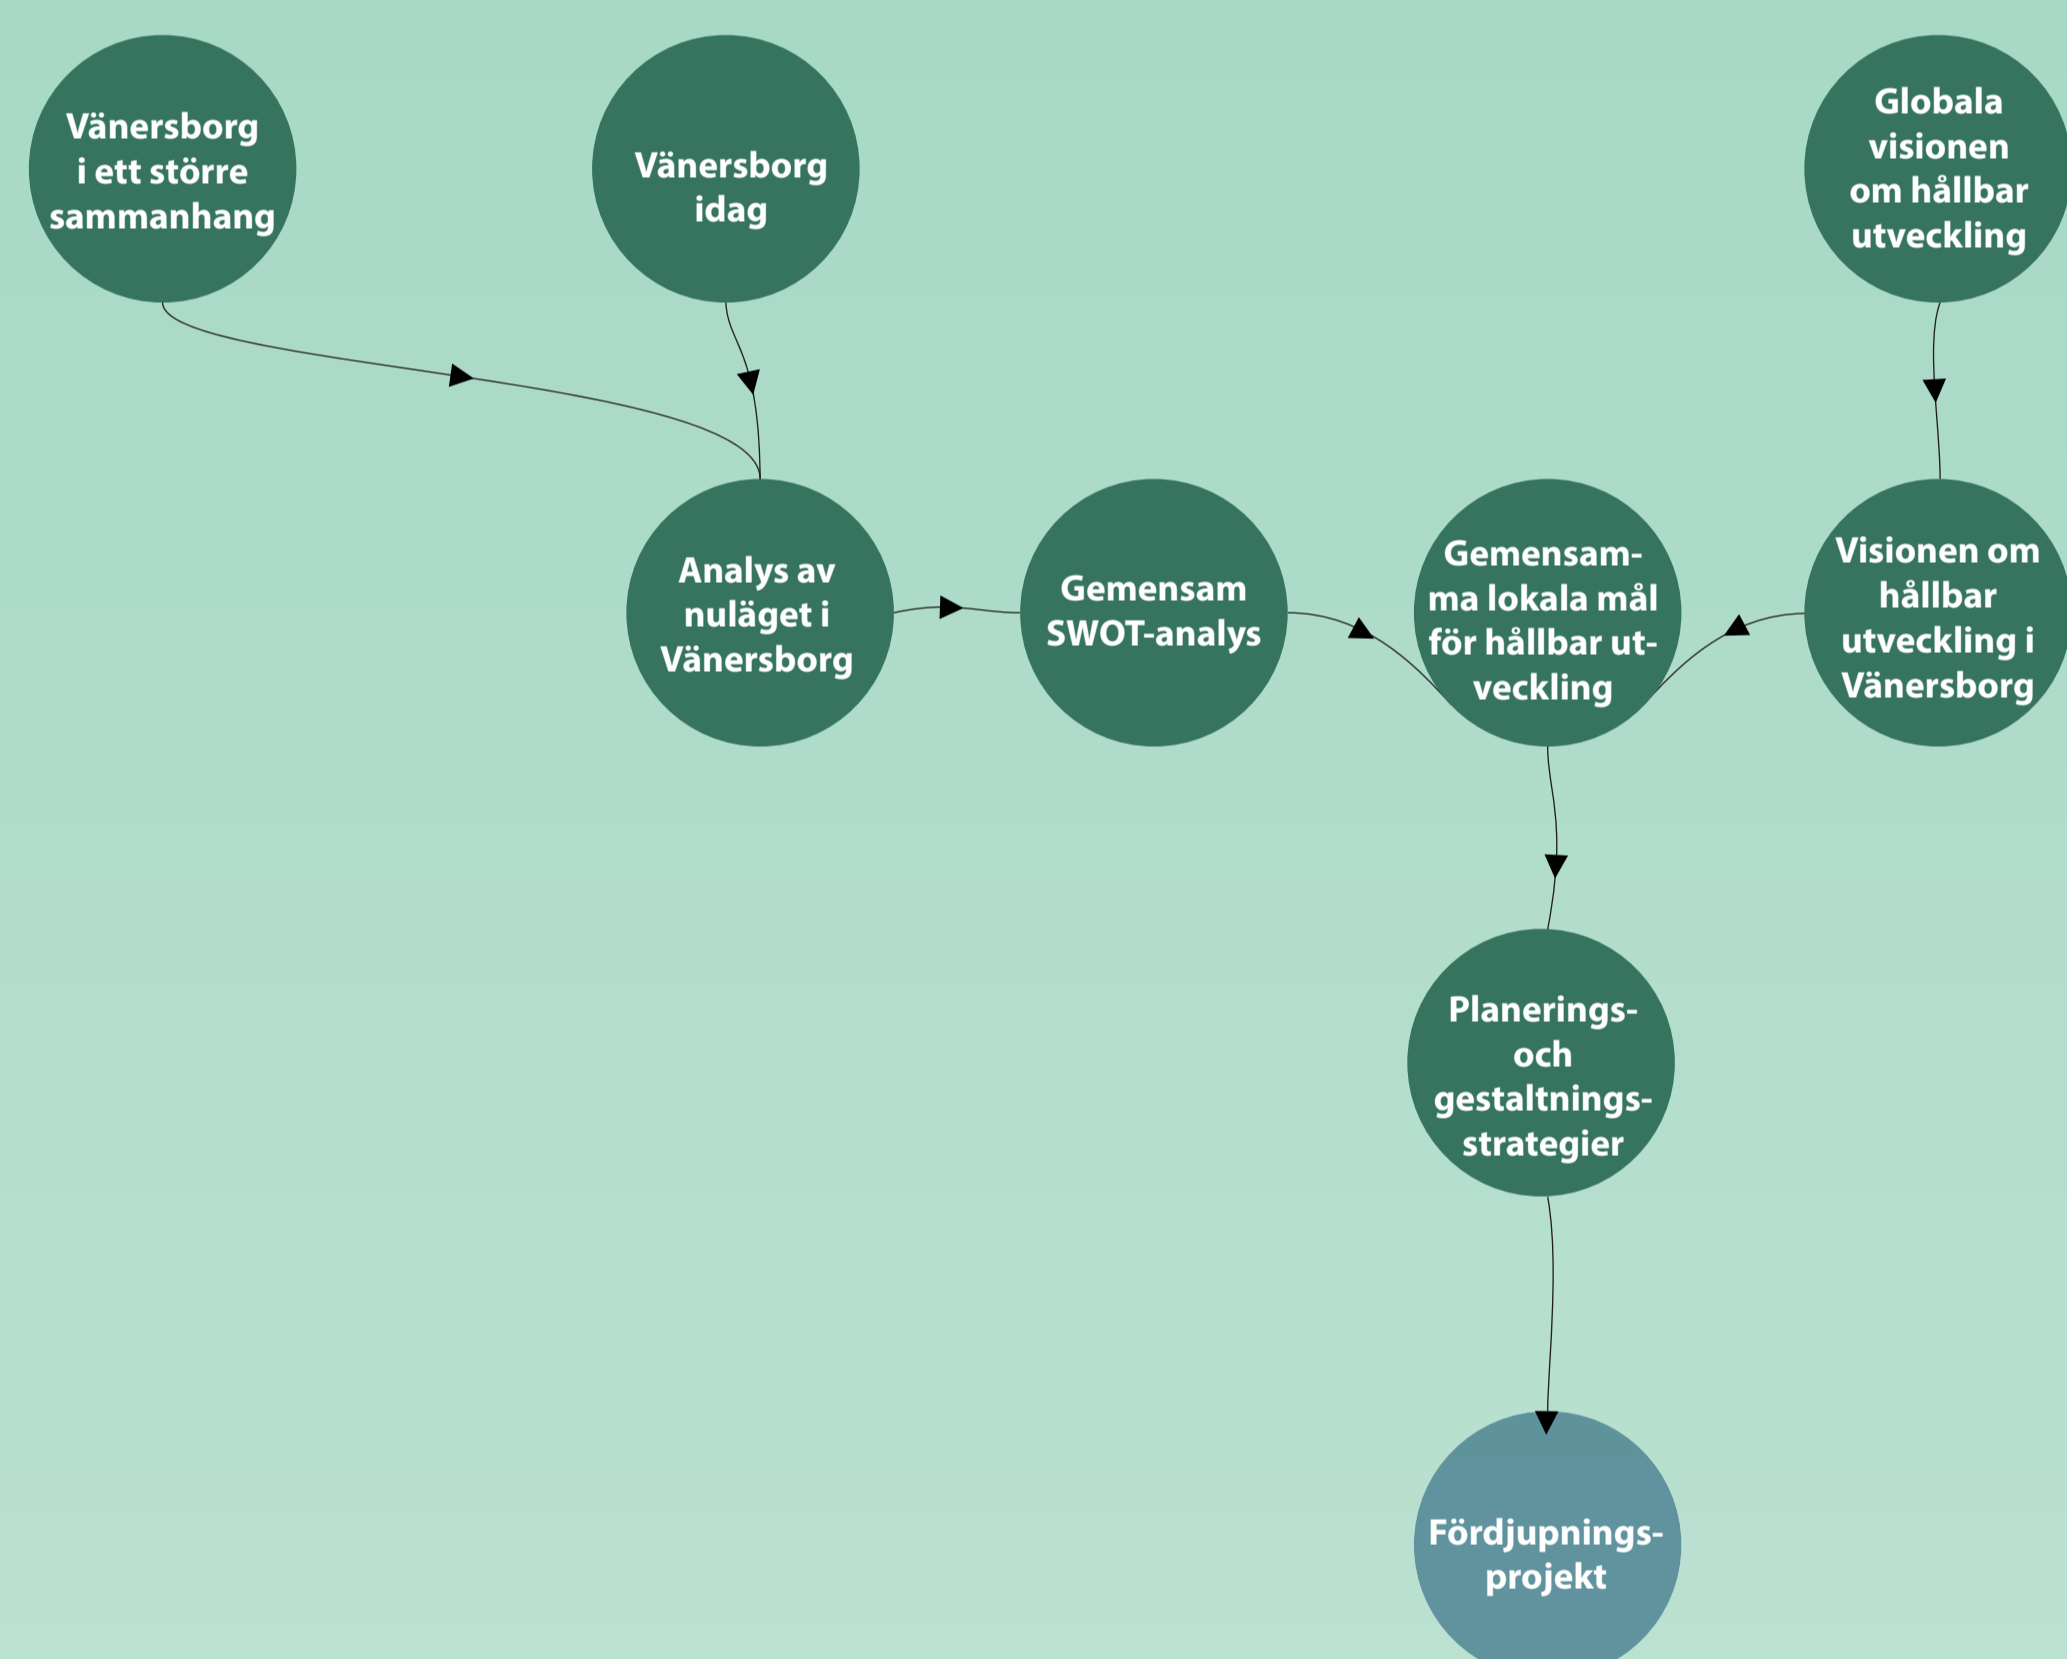 Vänersborg
i ett större
sammanhang
Vänersborg
idag
Globala
visionen
om hållbar
utveckling
Analys av
nuläget i
Vänersborg
Gemensam
SWOT-analys
Gemensam-
ma lokala mål
för hållbar ut-
veckling
Visionen om
hållbar
utveckling i
Vänersborg
Planerings-
och
gestaltnings-
strategier
Fördjupnings-
projekt